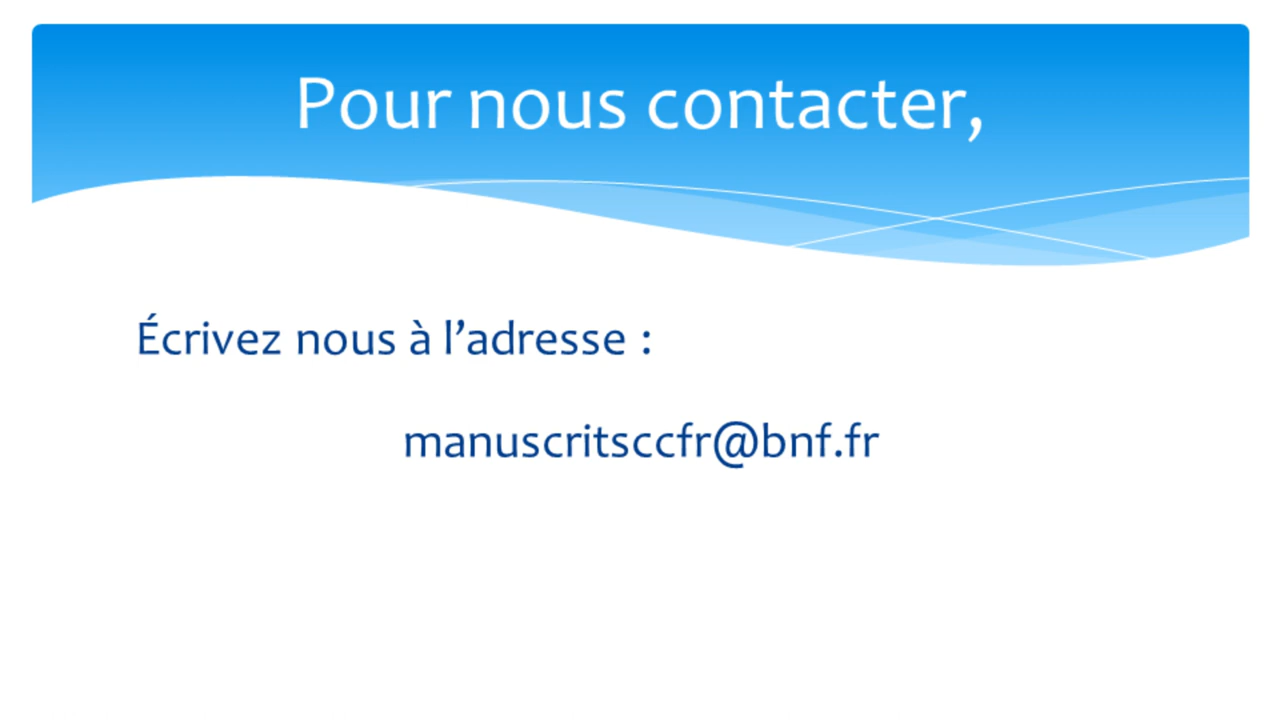 Pour nous contacter,
Écrivez nous à l’adresse :
manuscritsccfr@bnf.fr